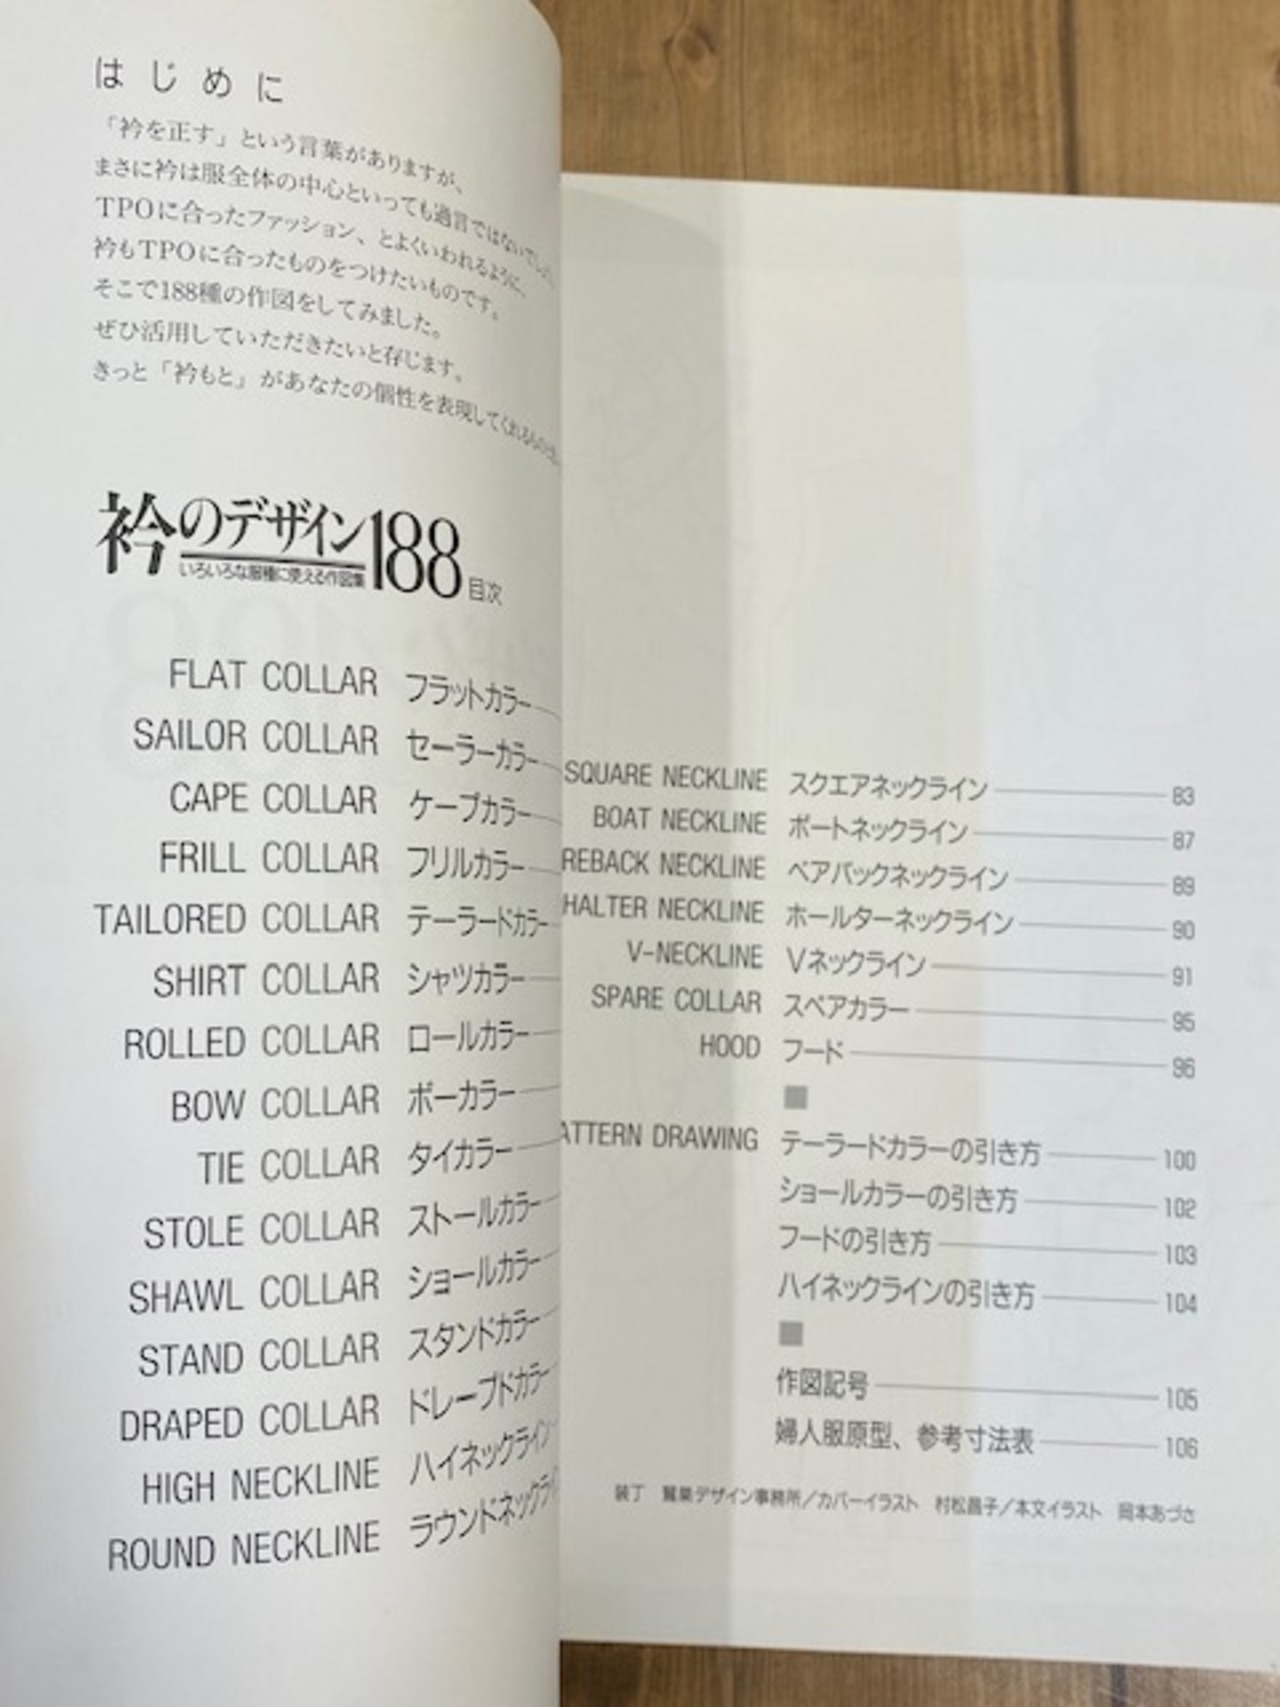 はじめに
「衿を正す」という言葉がありますが、
まさに衿は服全体の中心といっても過言ではないでしょう。
TPOに合ったファッション、とよくいわれるように、
衿もTPOに合ったものをつけたいものです。
そこで188種の作図をしてみました。
ぜひ活用していただきたいと存じます。
きっと「衿もと」があなたの個性を表現してくれるもの
衿のデザイン188
いろいろな服種に使える作図集
目次
FLAT COLLAR フラットカラー
SAILOR COLLAR セーラーカラー
CAPE COLLAR ケープカラー
FRILL COLLAR フリルカラー
TAILORED COLLAR テーラードカラー
SHIRT COLLAR シャツカラー
ROLLED COLLAR ロールカラー
BOW COLLAR ボーカラー
TIE COLLAR タイカラー
STOLE COLLAR ストールカラー
SHAWL COLLAR ショールカラー
STAND COLLAR スタンドカラー
DRAPED COLLAR ドレープドカラー
HIGH NECKLINE ハイネックライン
ROUND NECKLINE ラウンドネックライ
SQUARE NECKLINE スクエアネックライン 83
BOAT NECKLINE ボートネックライン 87
REBACK NECKLINE ベアバックネックライン 89
HALTER NECKLINE ホールターネックライン 90
V-NECKLINE Vネックライン 91
SPARE COLLAR スペアカラー 95
HOOD フード 96
ATTERN DRAWING テーラードカラーの引き方 100
ショールカラーの引き方 102
フードの引き方 103
ハイネックラインの引き方 104
作図記号 105
婦人服原型、参考寸法表 106
装丁 デザイン事務所／カバーイラスト 村松昌子／本文イラスト 岡本あづさ